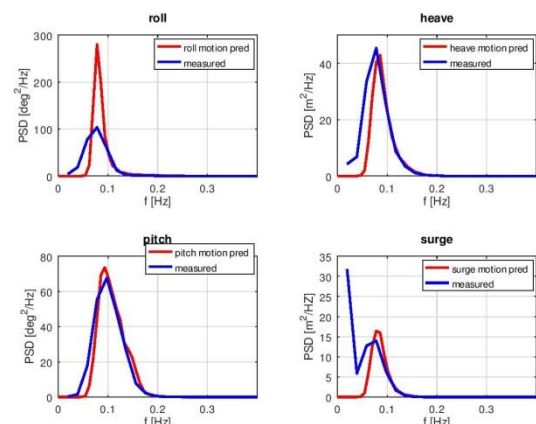 roll
PSD [deg²/Hz]
300
200
100
0
roll motion pred
measured
0 0.1 0.2 0.3
f [Hz]
heave
PSD [m²/Hz]
40
20
0
heave motion pred
measured
0 0.1 0.2 0.3
f [Hz]
pitch
PSD [deg²/Hz]
80
60
40
20
0
pitch motion pred
measured
0 0.1 0.2 0.3
f [Hz]
surge
PSD [m²/HZ]
35
30
25
20
15
10
5
0
surge motion pred
measured
0 0.1 0.2 0.3
f [Hz]